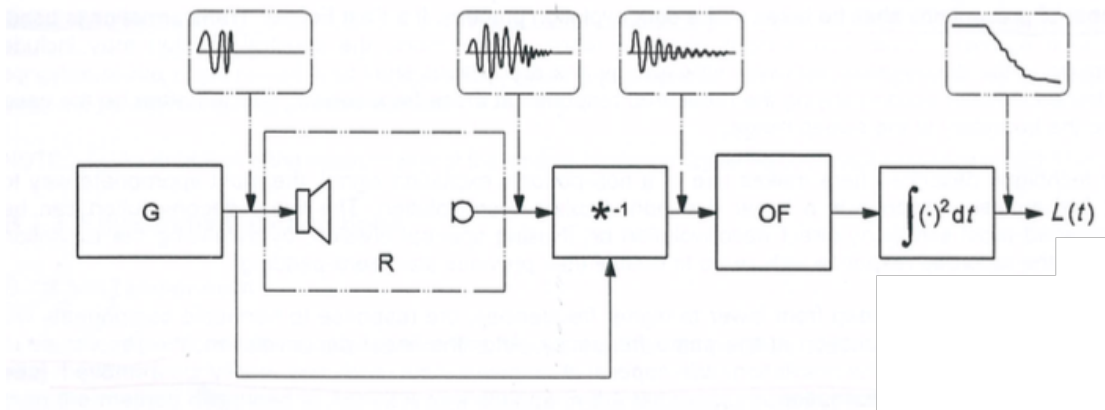 G
R
*-1
OF
∫(·)²dt
L(t)